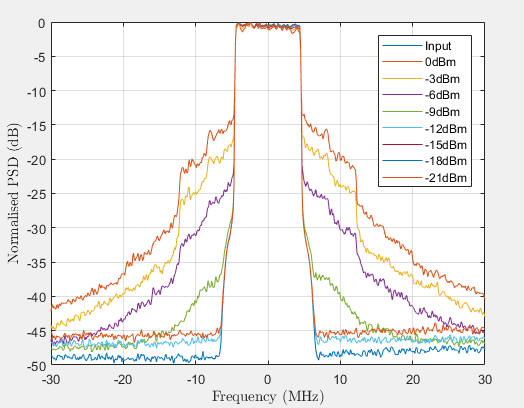 0
-5
-10
-15
-20
-25
-30
-35
-40
-45
-50
Normalised PSD (dB)
-30
-20
-10
0
10
20
30
Frequency (MHz)
Input
0dBm
-3dBm
-6dBm
-9dBm
-12dBm
-15dBm
-18dBm
-21dBm